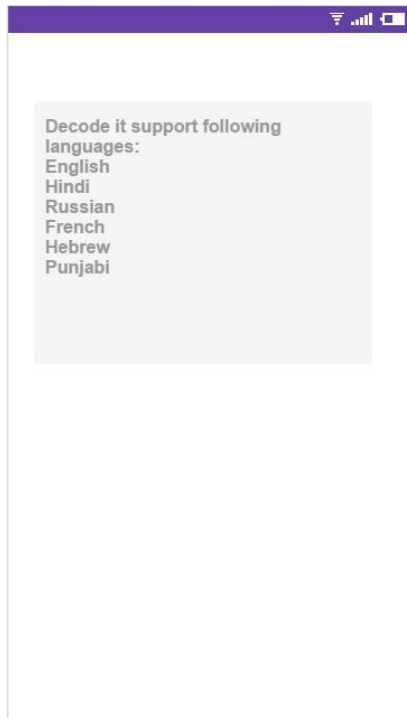 Decode it support following
languages:
English
Hindi
Russian
French
Hebrew
Punjabi